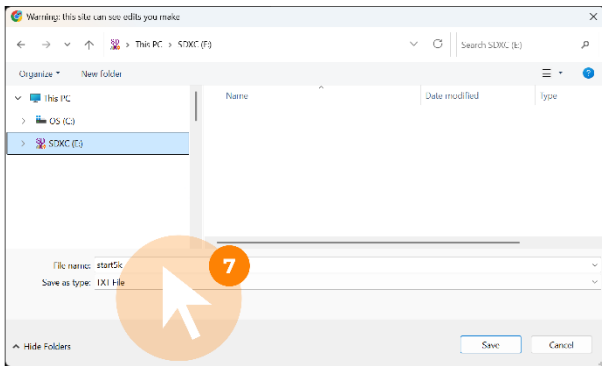 Warning: this site can see edits you make
This PC > SDXC (E:)
Search SDXC (E:)
Organize
New folder
Name
Date modified
Type
This PC
OS (C:)
SDXC (E:)
7
File name: start5k
Save as type: TXT File
Hide Folders
Save
Cancel